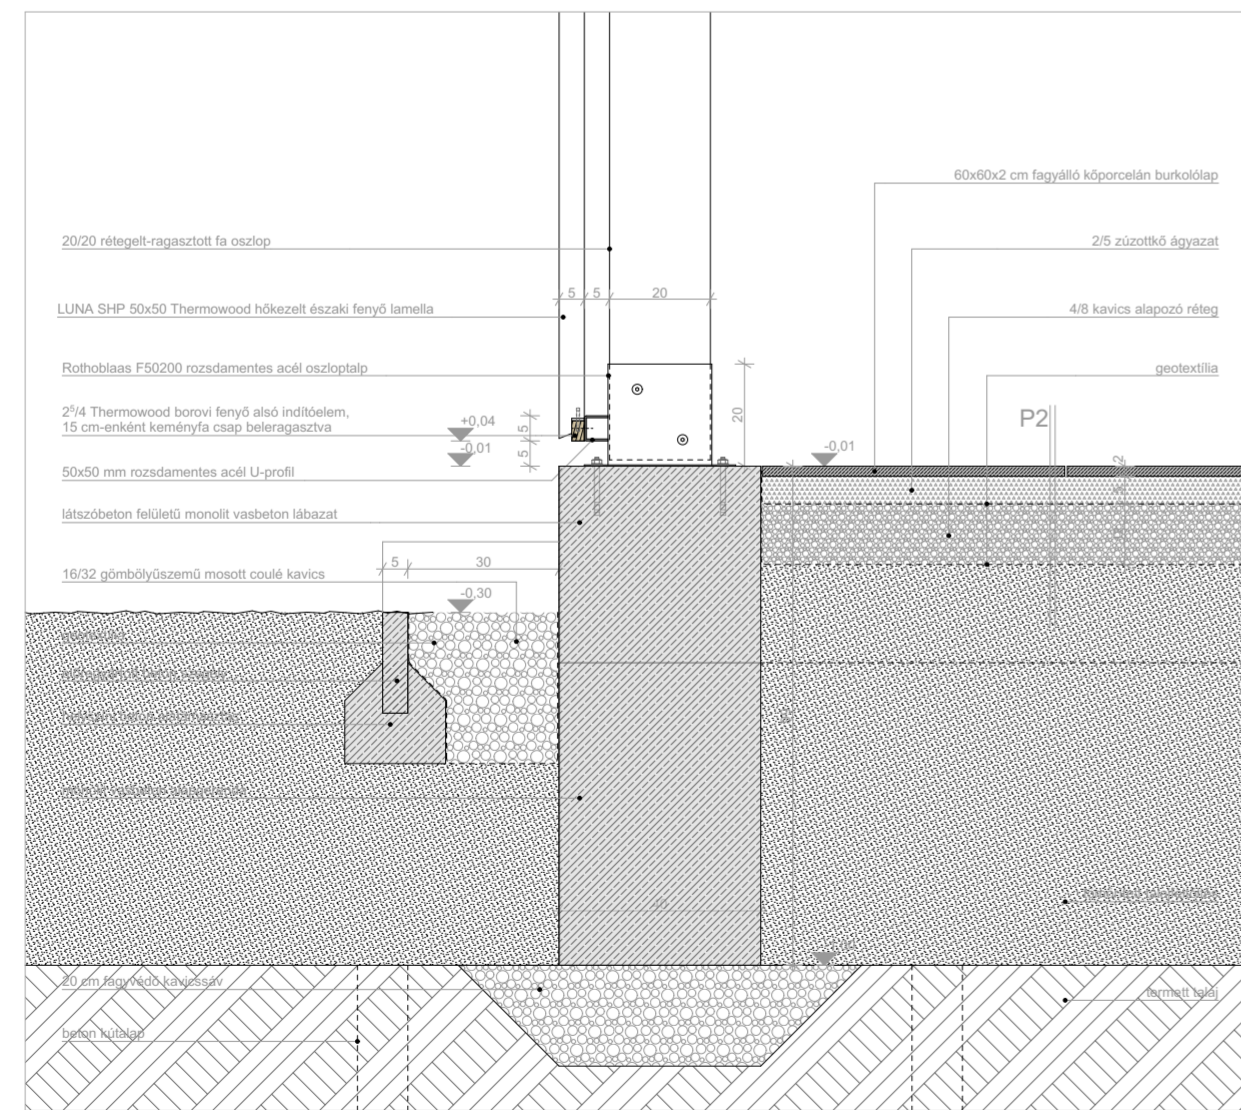 60x60x2 cm fagyálló kőporcelán burkolólap
20/20 rétegelt-ragasztott fa oszlop
2/5 zúzottkő ágyazat
5
5
20
LUNA SHP 50x50 Thermowood hőkezelt északi fenyő lamella
4/8 kavics alapozó réteg
Rothoblaas F50200 rozsdamentes acél oszloptalp
geotextília
2⁵/4 Thermowood borovi fenyő alsó indítóelem,
15 cm-enként keményfa csap beleragasztva
+0,04
-0,01
5
5
20
P2
-0,01
2
50x50 mm rozsdamentes acél U-profil
látszóbeton felületű monolit vasbeton lábazat
5
30
16/32 gömbölyűszemű mosott coulé kavics
-0,30
40
20 cm fagyvédő kavicssáv
termett talaj
beton kútalap